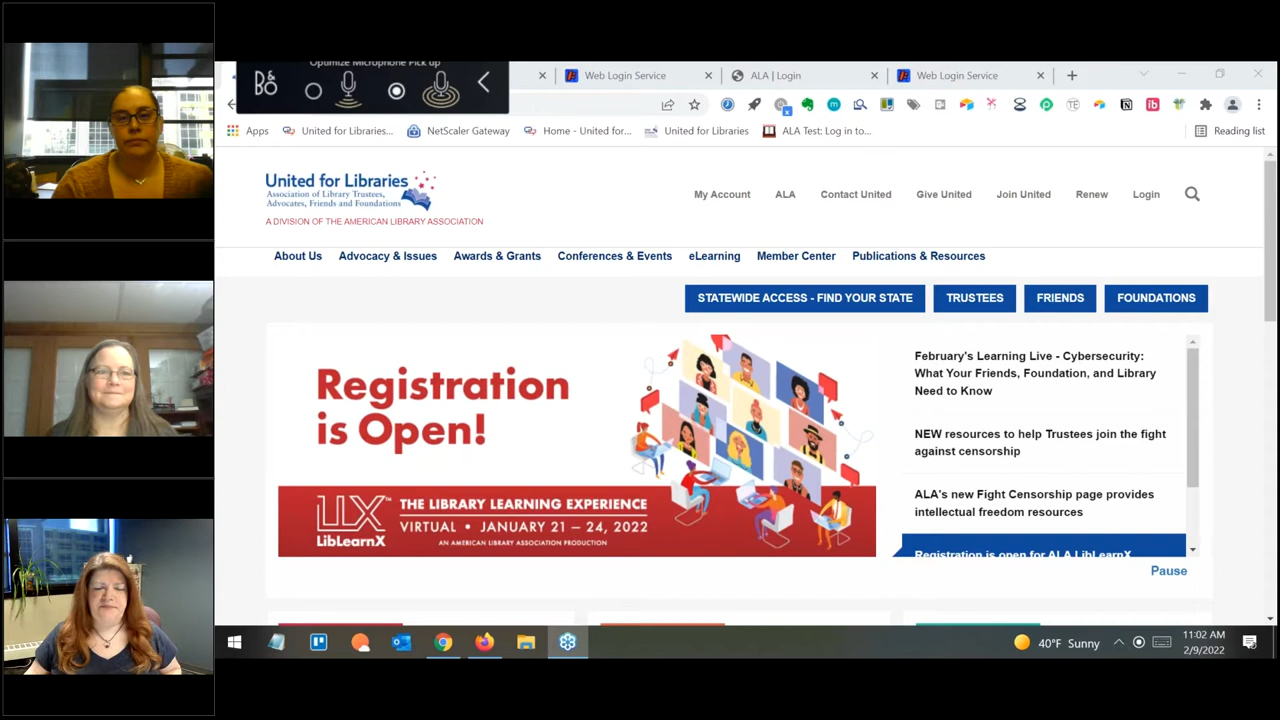 Optimize Microphone Pick up
B&O
Web Login Service
ALA | Login
Web Login Service
Apps
United for Libraries...
NetScaler Gateway
Home - United for...
United for Libraries
ALA Test: Log in to...
Reading list
United for Libraries
Association of Library Trustees,
Advocates, Friends and Foundations
A DIVISION OF THE AMERICAN LIBRARY ASSOCIATION
My Account
ALA
Contact United
Give United
Join United
Renew
Login
About Us
Advocacy & Issues
Awards & Grants
Conferences & Events
eLearning
Member Center
Publications & Resources
STATEWIDE ACCESS - FIND YOUR STATE
TRUSTEES
FRIENDS
FOUNDATIONS
Registration
is Open!
LLX™
LibLearnX
THE LIBRARY LEARNING EXPERIENCE
VIRTUAL • JANUARY 21 – 24, 2022
AN AMERICAN LIBRARY ASSOCIATION PRODUCTION
February's Learning Live - Cybersecurity:
What Your Friends, Foundation, and Library
Need to Know
NEW resources to help Trustees join the fight
against censorship
ALA's new Fight Censorship page provides
intellectual freedom resources
Registration is open for ALA LibLearnX
Pause
40°F Sunny
11:02 AM
2/9/2022